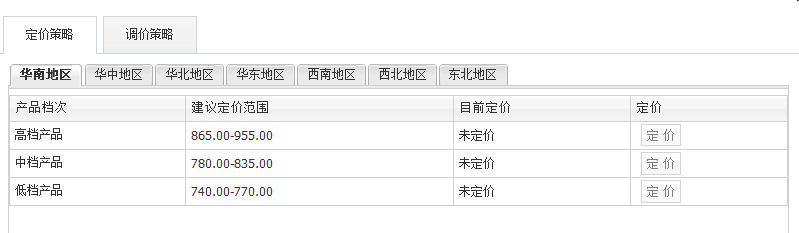 定价策略 调价策略
华南地区 华中地区 华北地区 华东地区 西南地区 西北地区 东北地区
产品档次 建议定价范围 目前定价 定价
高档产品 865.00-955.00 未定价 定 价
中档产品 780.00-835.00 未定价 定 价
低档产品 740.00-770.00 未定价 定 价